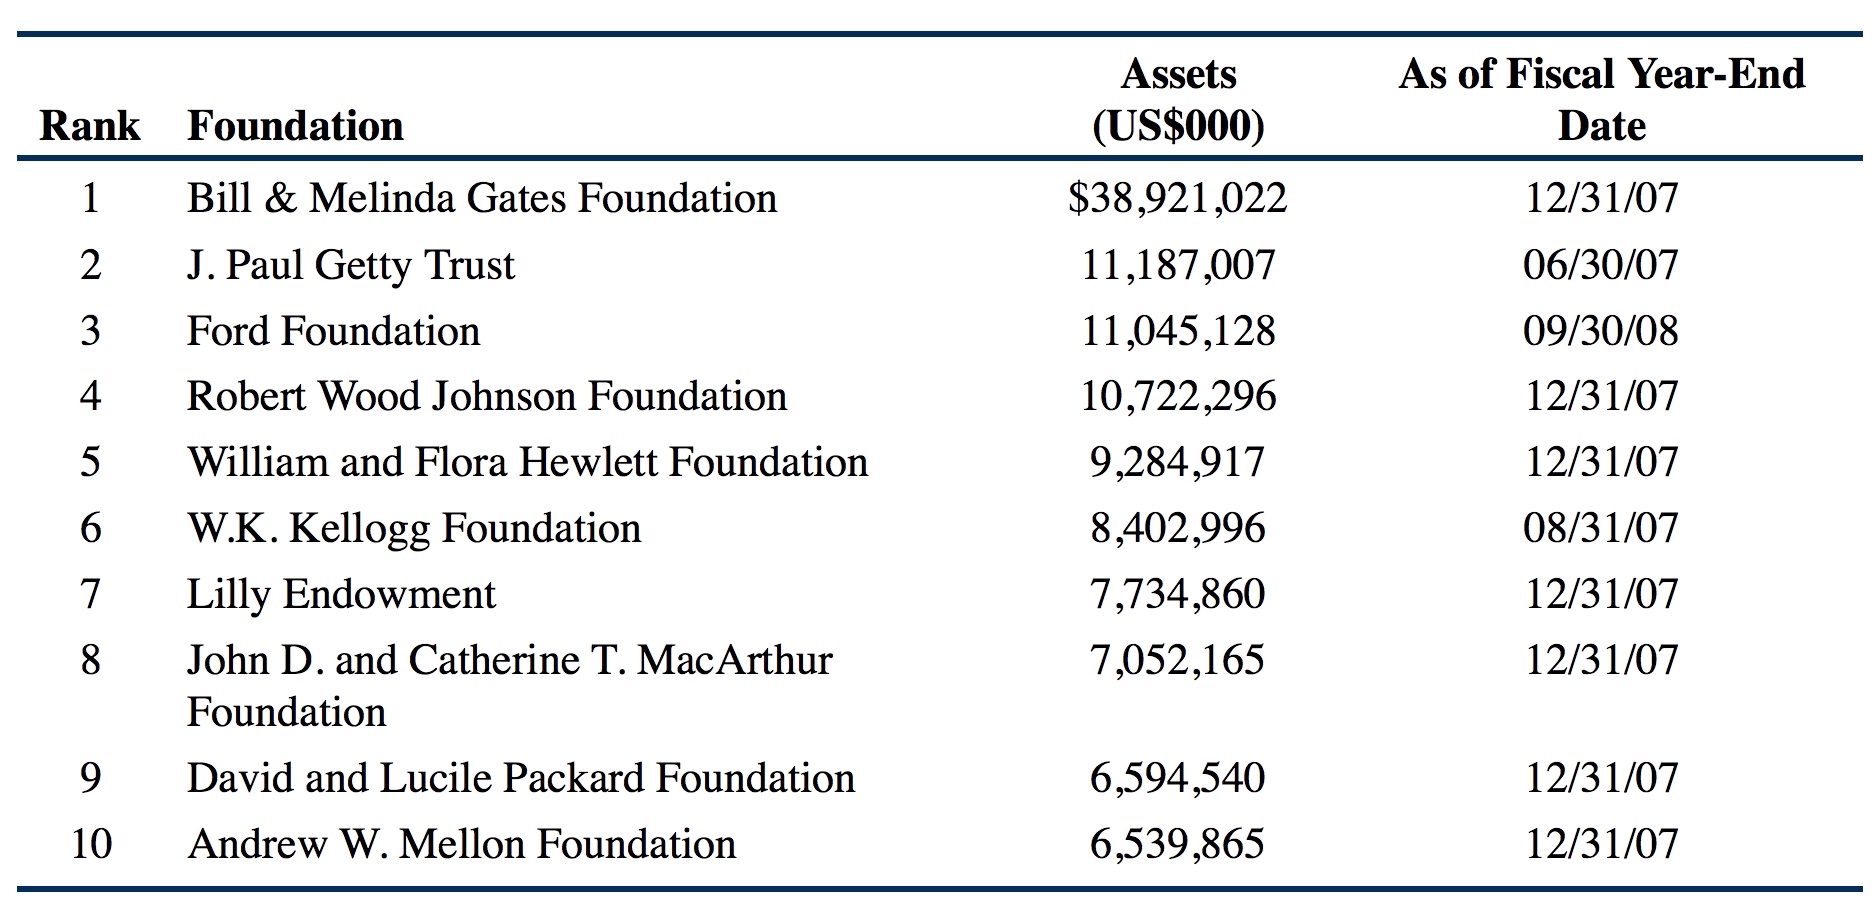 Rank Foundation Assets (US$000) As of Fiscal Year-End Date
1 Bill & Melinda Gates Foundation $38,921,022 12/31/07
2 J. Paul Getty Trust 11,187,007 06/30/07
3 Ford Foundation 11,045,128 09/30/08
4 Robert Wood Johnson Foundation 10,722,296 12/31/07
5 William and Flora Hewlett Foundation 9,284,917 12/31/07
6 W.K. Kellogg Foundation 8,402,996 08/31/07
7 Lilly Endowment 7,734,860 12/31/07
8 John D. and Catherine T. MacArthur 7,052,165 12/31/07
Foundation
9 David and Lucile Packard Foundation 6,594,540 12/31/07
10 Andrew W. Mellon Foundation 6,539,865 12/31/07